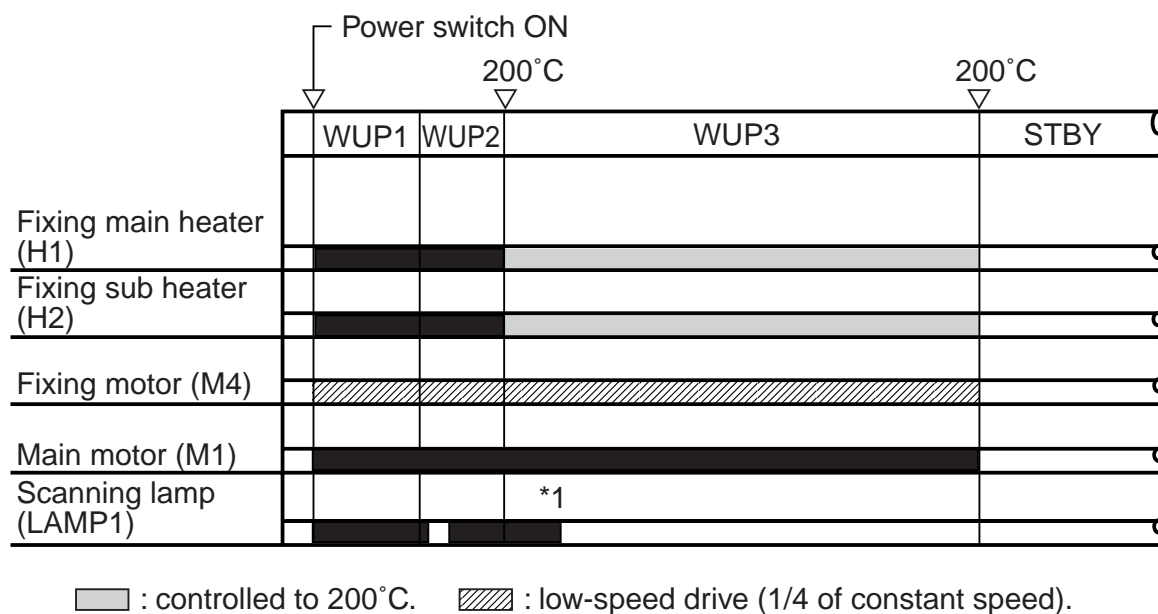 Power switch ON
200˚C 200˚C
WUP1 WUP2 WUP3 STBY
Fixing main heater
(H1)
Fixing sub heater
(H2)
Fixing motor (M4)
Main motor (M1)
Scanning lamp
(LAMP1)
*1
: controlled to 200˚C. : low-speed drive (1/4 of constant speed).